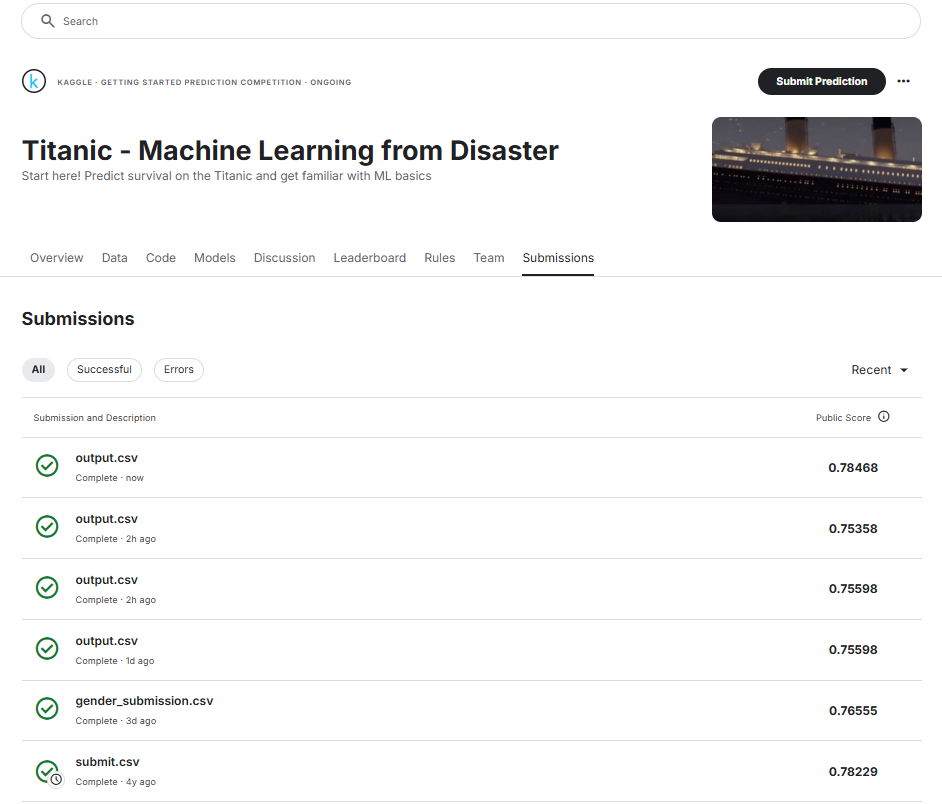 Search
KAGGLE · GETTING STARTED PREDICTION COMPETITION · ONGOING
Submit Prediction
Titanic - Machine Learning from Disaster
Start here! Predict survival on the Titanic and get familiar with ML basics
Overview Data Code Models Discussion Leaderboard Rules Team Submissions
Submissions
All Successful Errors Recent
Submission and Description Public Score
output.csv
Complete · now
0.78468
output.csv
Complete · 2h ago
0.75358
output.csv
Complete · 2h ago
0.75598
output.csv
Complete · 1d ago
0.75598
gender_submission.csv
Complete · 3d ago
0.76555
submit.csv
Complete · 4y ago
0.78229